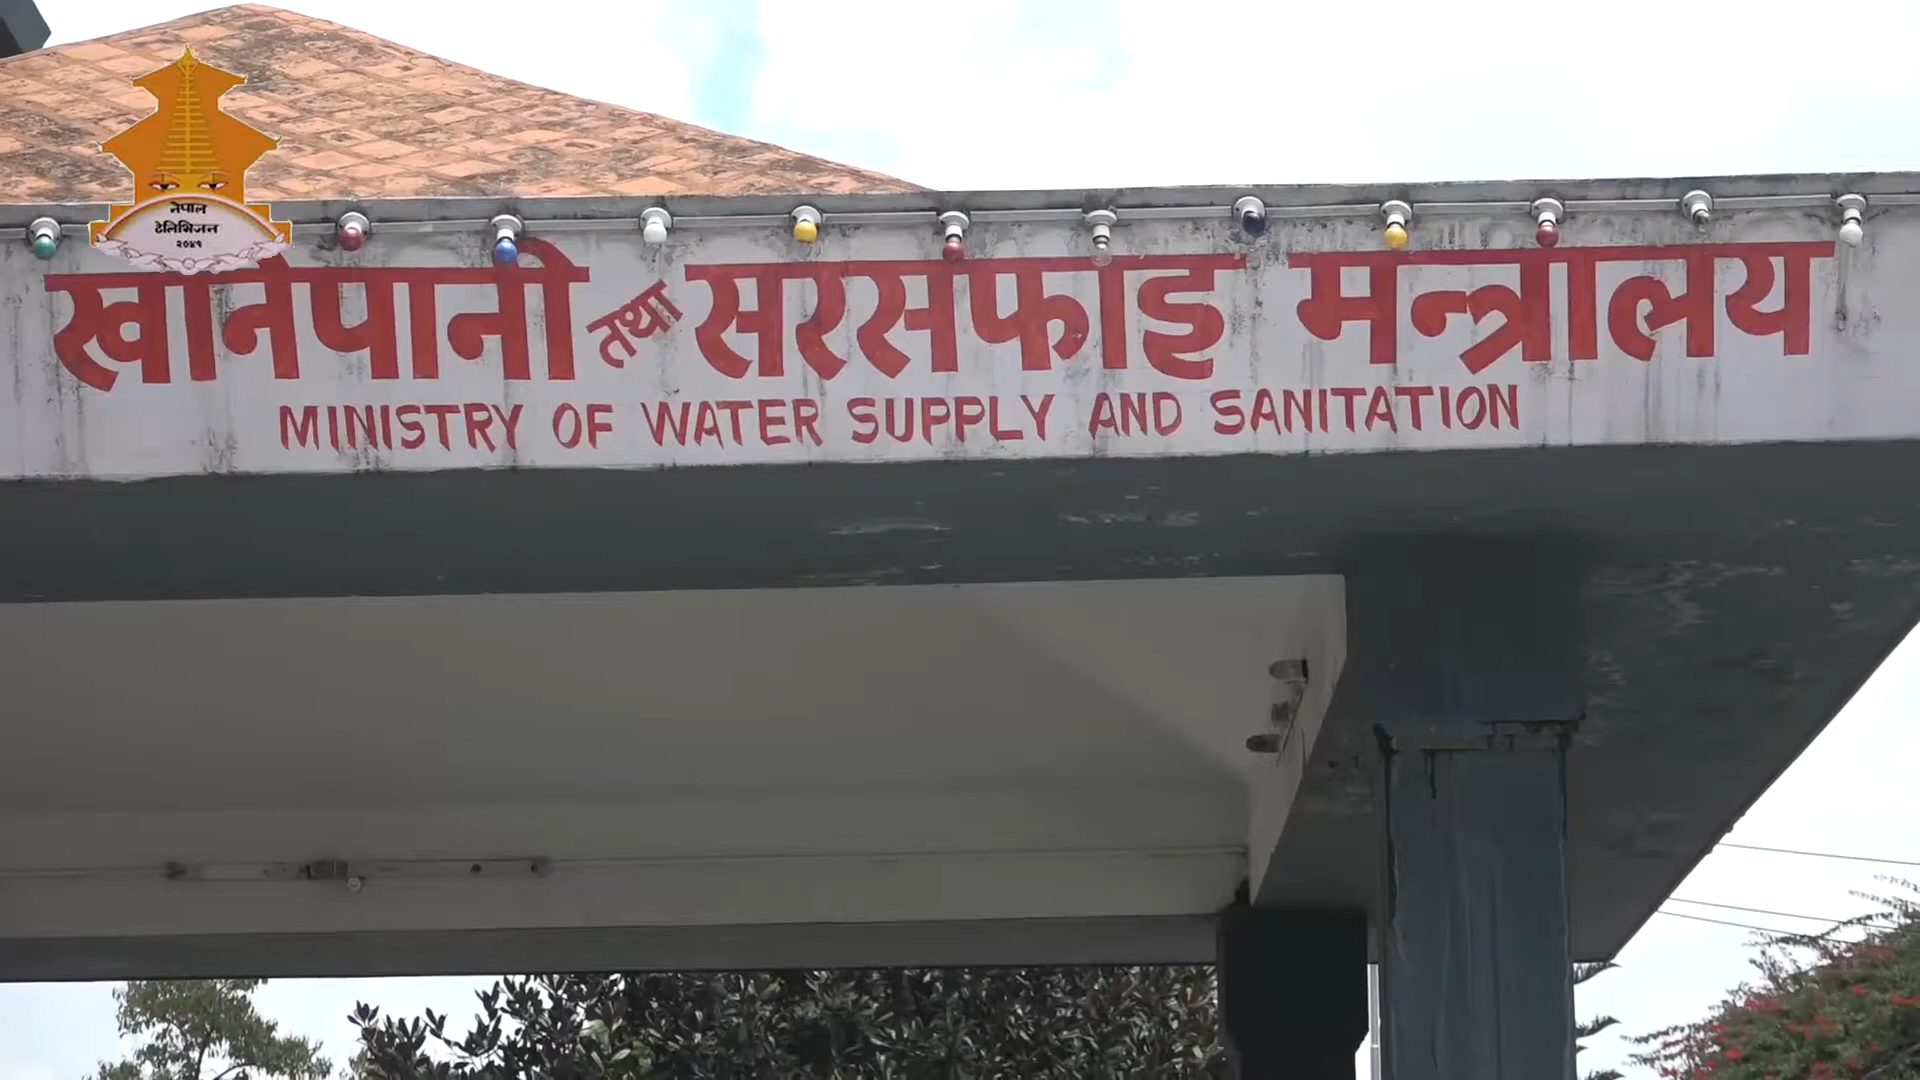 नेपाल
टेलिभिजन
२०४१
खानेपानी तथा सरसफाइ मन्त्रालय
MINISTRY OF WATER SUPPLY AND SANITATION